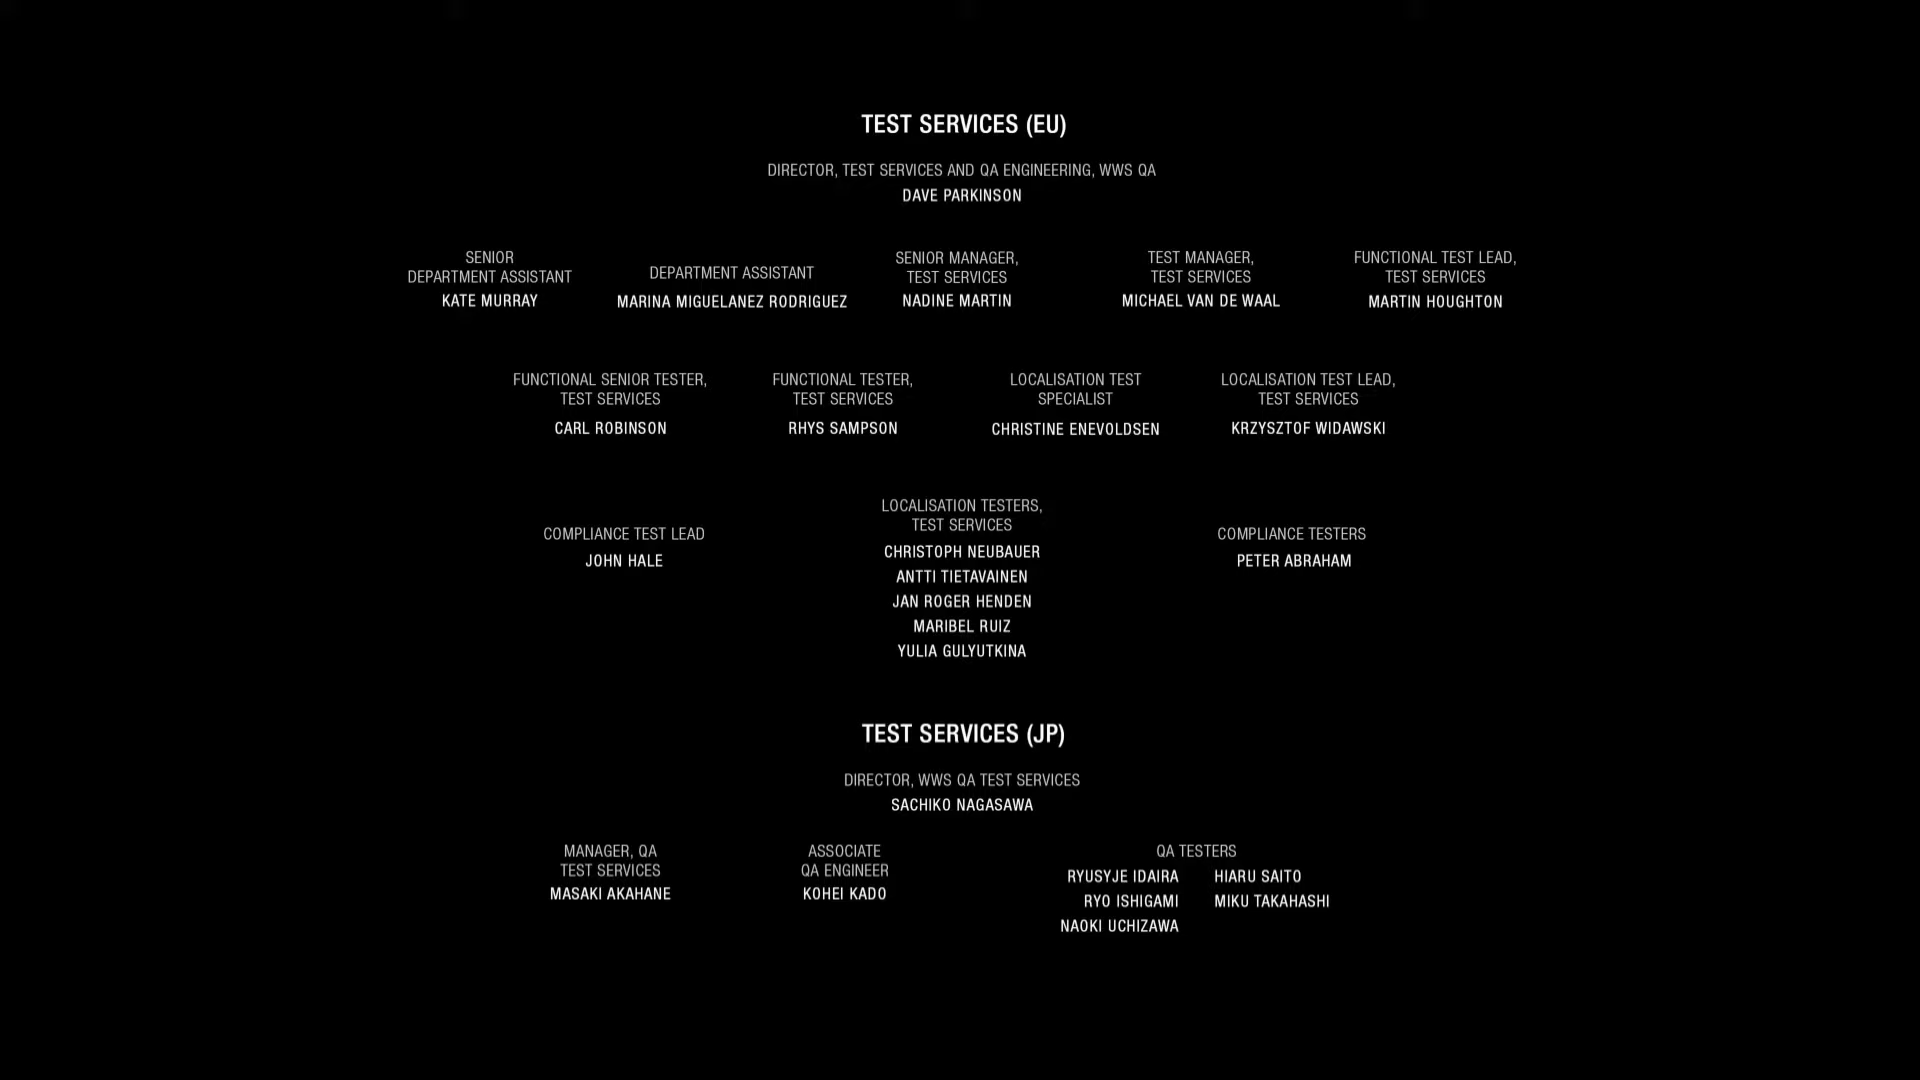 TEST SERVICES (EU)
DIRECTOR, TEST SERVICES AND QA ENGINEERING, WWS QA
DAVE PARKINSON
SENIOR
DEPARTMENT ASSISTANT
KATE MURRAY
DEPARTMENT ASSISTANT
MARINA MIGUELANEZ RODRIGUEZ
SENIOR MANAGER,
TEST SERVICES
NADINE MARTIN
TEST MANAGER,
TEST SERVICES
MICHAEL VAN DE WAAL
FUNCTIONAL TEST LEAD,
TEST SERVICES
MARTIN HOUGHTON
FUNCTIONAL SENIOR TESTER,
TEST SERVICES
CARL ROBINSON
FUNCTIONAL TESTER,
TEST SERVICES
RHYS SAMPSON
LOCALISATION TEST
SPECIALIST
CHRISTINE ENEVOLDSEN
LOCALISATION TEST LEAD,
TEST SERVICES
KRZYSZTOF WIDAWSKI
COMPLIANCE TEST LEAD
JOHN HALE
LOCALISATION TESTERS,
TEST SERVICES
CHRISTOPH NEUBAUER
ANTTI TIETAVAINEN
JAN ROGER HENDEN
MARIBEL RUIZ
YULIA GULYUTKINA
COMPLIANCE TESTERS
PETER ABRAHAM
TEST SERVICES (JP)
DIRECTOR, WWS QA TEST SERVICES
SACHIKO NAGASAWA
MANAGER, QA
TEST SERVICES
MASAKI AKAHANE
ASSOCIATE
QA ENGINEER
KOHEI KADO
QA TESTERS
RYUSYJE IDAIRA
RYO ISHIGAMI
NAOKI UCHIZAWA
HIARU SAITO
MIKU TAKAHASHI